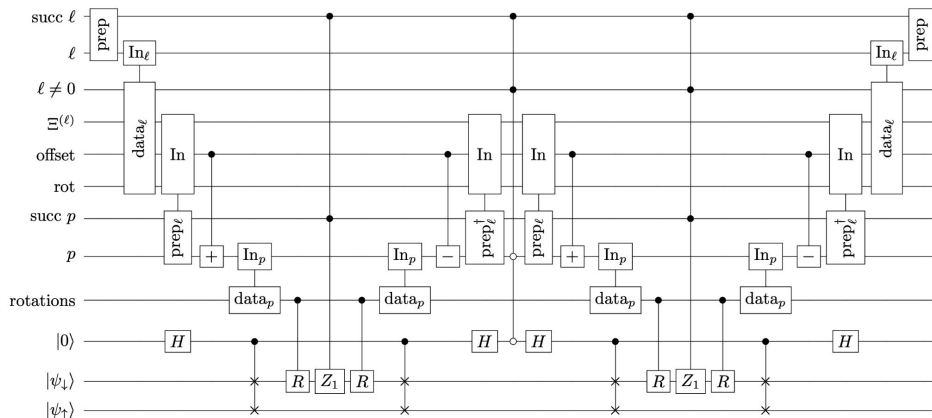 succ ℓ prep prep
ℓ In_ℓ In_ℓ
ℓ ≠ 0
Ξ^(ℓ) data_ℓ data_ℓ
offset In In In In
rot
succ p prep_ℓ prep_ℓ^† prep_ℓ prep_ℓ^†
p + In_p In_p − + In_p In_p −
rotations data_p data_p data_p data_p
|0⟩ H H H H
|ψ↓⟩ R Z_1 R R Z_1 R
|ψ↑⟩